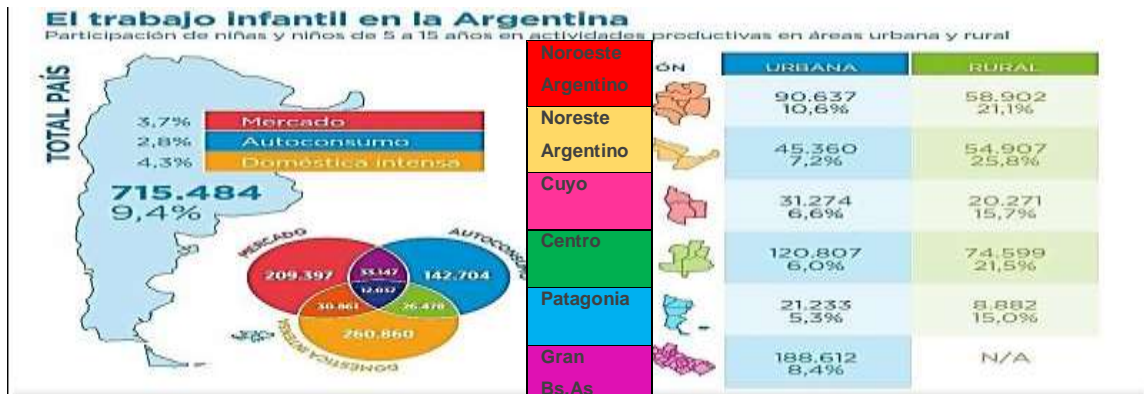 El trabajo infantil en la Argentina
Participación de niñas y niños de 5 a 15 años en actividades productivas en áreas urbana y rural
TOTAL PAÍS
3,7% Mercado
2,8% Autoconsumo
4,3% Doméstica intensa
715.484
9,4%
MERCADO
AUTOCONSUMO
DOMÉSTICA INTENSA
209.397
33.147
142.704
12.032
30.861
26.478
260.860
ÓN URBANA RURAL
Noroeste
Argentino
90.637 58.902
10,6% 21,1%
Noreste
Argentino
45.360 54.907
7,2% 25,8%
Cuyo
31.274 20.271
6,6% 15,7%
Centro
120.807 74.599
6,0% 21,5%
Patagonia
21.233 8.882
5,3% 15,0%
Gran
Bs.As
188.612 N/A
8,4%